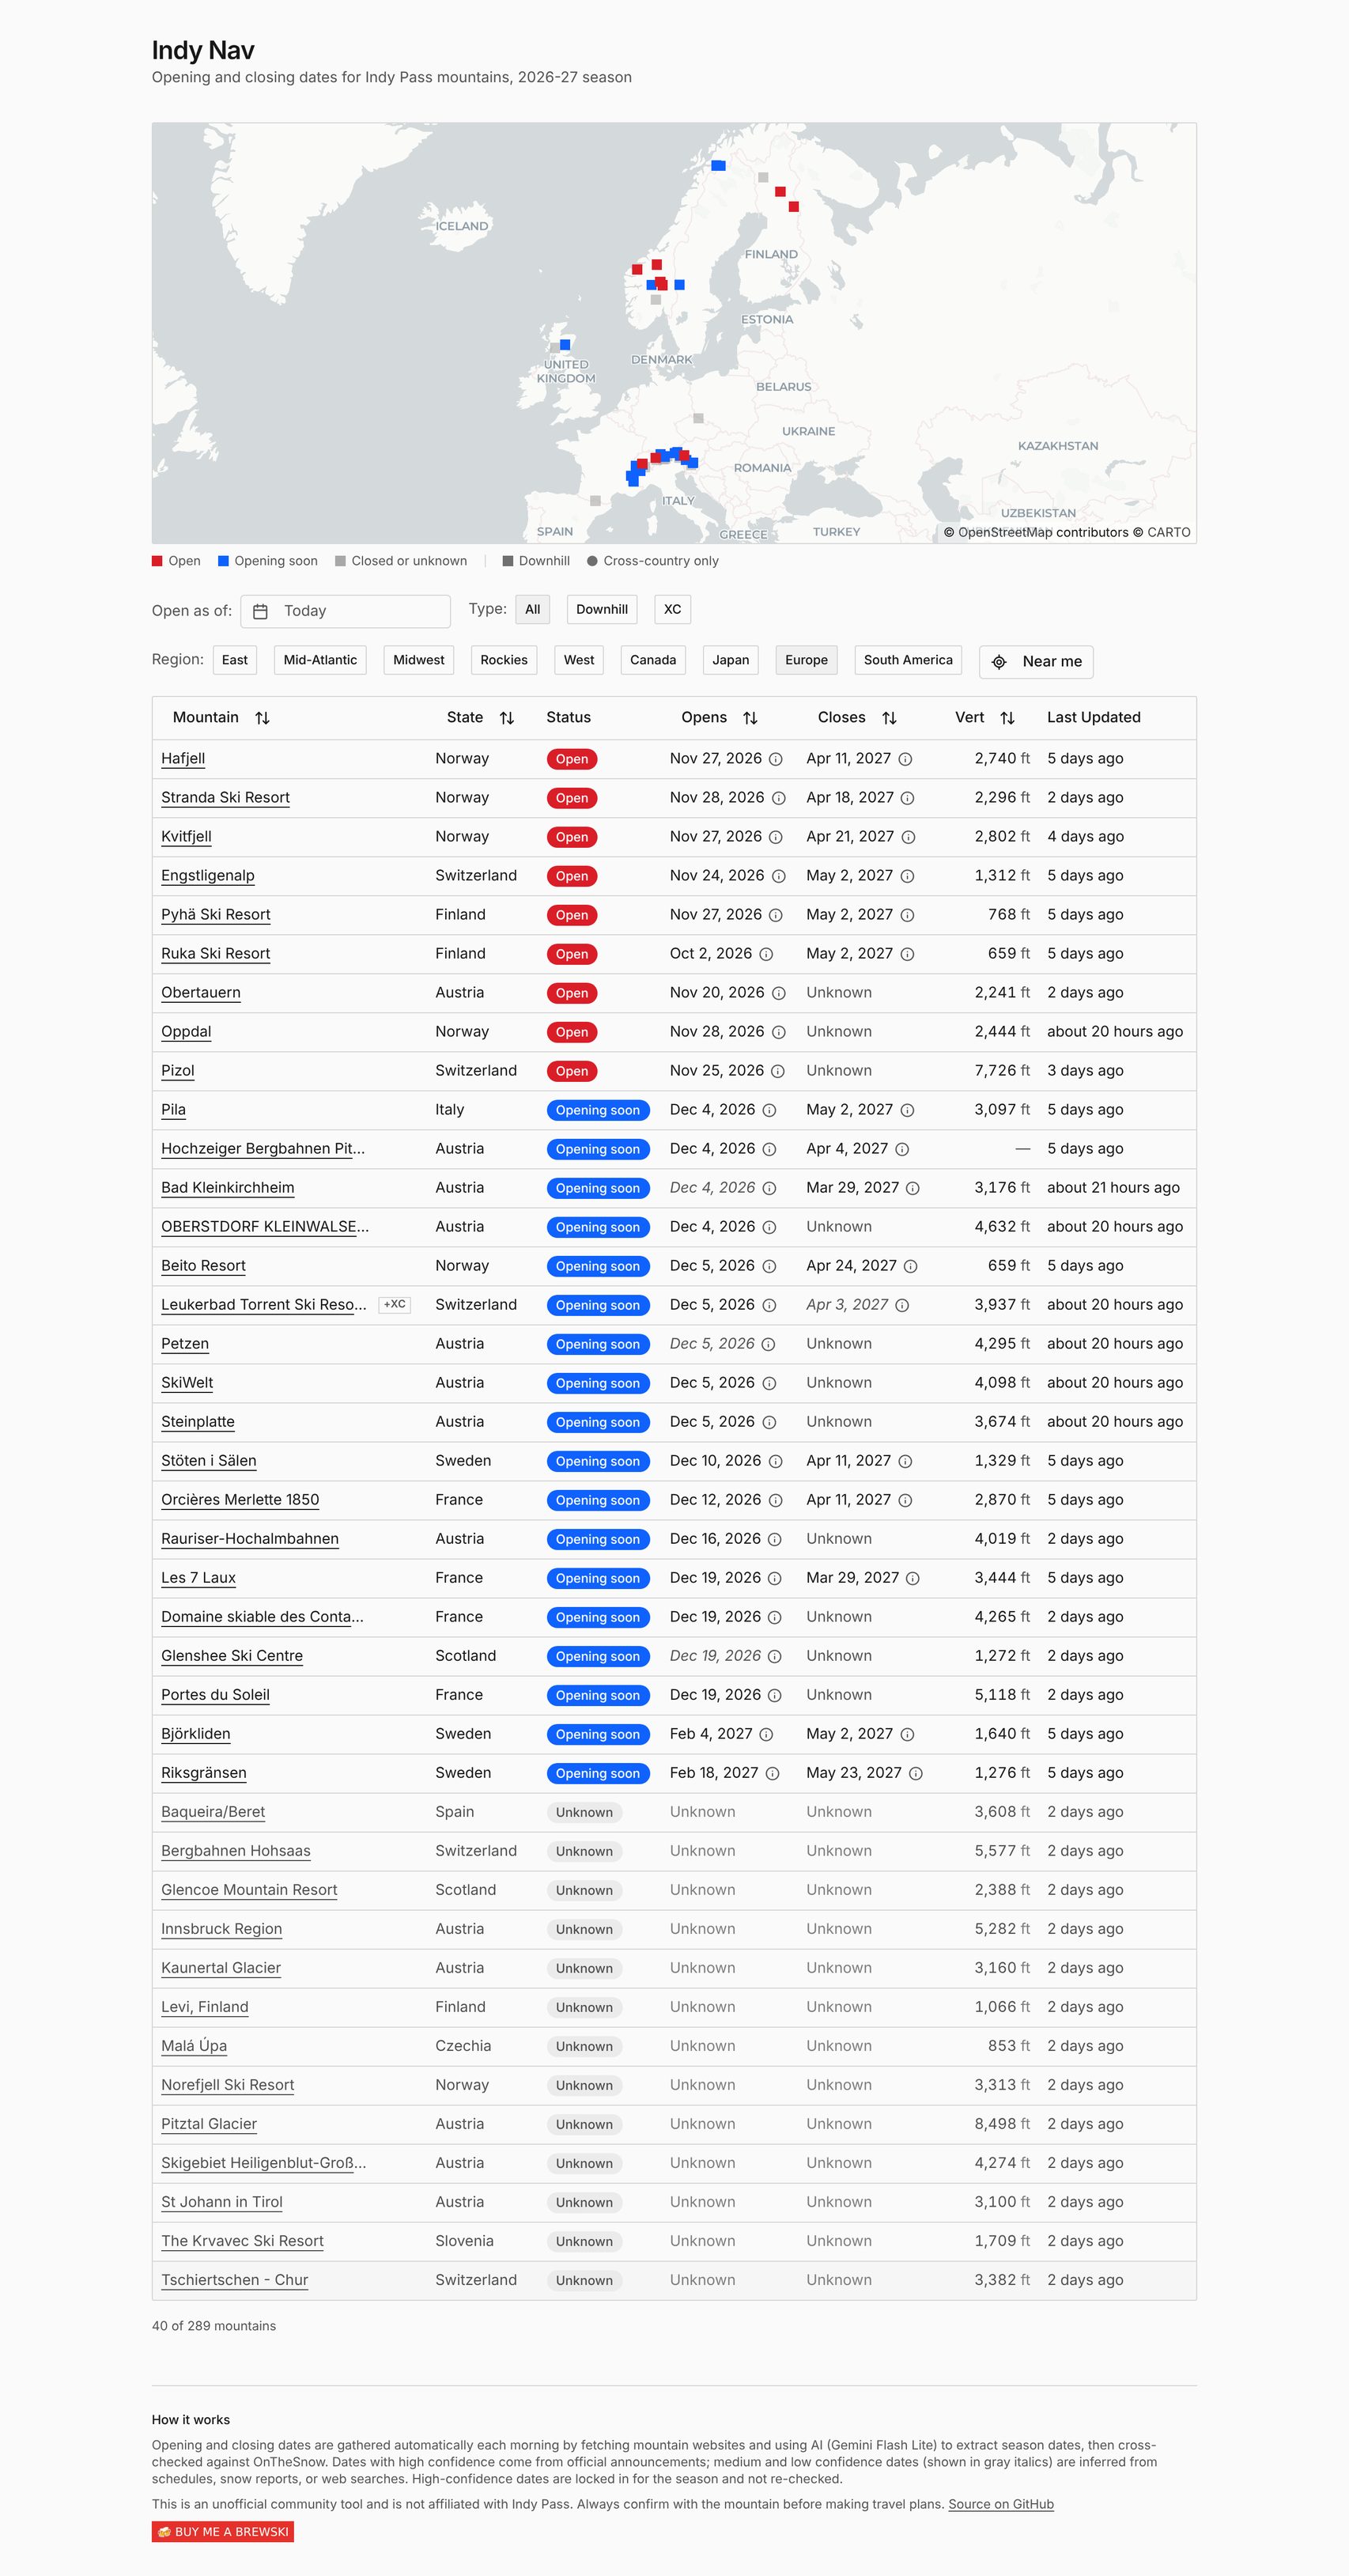 Indy Nav
Opening and closing dates for Indy Pass mountains, 2026-27 season
ICELAND
FINLAND
ESTONIA
DENMARK
UNITED
KINGDOM
BELARUS
UKRAINE
KAZAKHSTAN
ROMANIA
ITALY
UZBEKISTAN
SPAIN
GREECE
TURKEY
© OpenStreetMap contributors © CARTO
Open Opening soon Closed or unknown Downhill Cross-country only
Open as of: Today Type: All Downhill XC
Region: East Mid-Atlantic Midwest Rockies West Canada Japan Europe South America Near me
Mountain State Status Opens Closes Vert Last Updated
Hafjell Norway Open Nov 27, 2026 Apr 11, 2027 2,740 ft 5 days ago
Stranda Ski Resort Norway Open Nov 28, 2026 Apr 18, 2027 2,296 ft 2 days ago
Kvitfjell Norway Open Nov 27, 2026 Apr 21, 2027 2,802 ft 4 days ago
Engstligenalp Switzerland Open Nov 24, 2026 May 2, 2027 1,312 ft 5 days ago
Pyhä Ski Resort Finland Open Nov 27, 2026 May 2, 2027 768 ft 5 days ago
Ruka Ski Resort Finland Open Oct 2, 2026 May 2, 2027 659 ft 5 days ago
Obertauern Austria Open Nov 20, 2026 Unknown 2,241 ft 2 days ago
Oppdal Norway Open Nov 28, 2026 Unknown 2,444 ft about 20 hours ago
Pizol Switzerland Open Nov 25, 2026 Unknown 7,726 ft 3 days ago
Pila Italy Opening soon Dec 4, 2026 May 2, 2027 3,097 ft 5 days ago
Hochzeiger Bergbahnen Pit... Austria Opening soon Dec 4, 2026 Apr 4, 2027 — 5 days ago
Bad Kleinkirchheim Austria Opening soon Dec 4, 2026 Mar 29, 2027 3,176 ft about 21 hours ago
OBERSTDORF KLEINWALSE... Austria Opening soon Dec 4, 2026 Unknown 4,632 ft about 20 hours ago
Beito Resort Norway Opening soon Dec 5, 2026 Apr 24, 2027 659 ft 5 days ago
Leukerbad Torrent Ski Reso... +XC Switzerland Opening soon Dec 5, 2026 Apr 3, 2027 3,937 ft about 20 hours ago
Petzen Austria Opening soon Dec 5, 2026 Unknown 4,295 ft about 20 hours ago
SkiWelt Austria Opening soon Dec 5, 2026 Unknown 4,098 ft about 20 hours ago
Steinplatte Austria Opening soon Dec 5, 2026 Unknown 3,674 ft about 20 hours ago
Stöten i Sälen Sweden Opening soon Dec 10, 2026 Apr 11, 2027 1,329 ft 5 days ago
Orcières Merlette 1850 France Opening soon Dec 12, 2026 Apr 11, 2027 2,870 ft 5 days ago
Rauriser-Hochalmbahnen Austria Opening soon Dec 16, 2026 Unknown 4,019 ft 2 days ago
Les 7 Laux France Opening soon Dec 19, 2026 Mar 29, 2027 3,444 ft 5 days ago
Domaine skiable des Conta... France Opening soon Dec 19, 2026 Unknown 4,265 ft 2 days ago
Glenshee Ski Centre Scotland Opening soon Dec 19, 2026 Unknown 1,272 ft 2 days ago
Portes du Soleil France Opening soon Dec 19, 2026 Unknown 5,118 ft 2 days ago
Björkliden Sweden Opening soon Feb 4, 2027 May 2, 2027 1,640 ft 5 days ago
Riksgränsen Sweden Opening soon Feb 18, 2027 May 23, 2027 1,276 ft 5 days ago
Baqueira/Beret Spain Unknown Unknown Unknown 3,608 ft 2 days ago
Bergbahnen Hohsaas Switzerland Unknown Unknown Unknown 5,577 ft 2 days ago
Glencoe Mountain Resort Scotland Unknown Unknown Unknown 2,388 ft 2 days ago
Innsbruck Region Austria Unknown Unknown Unknown 5,282 ft 2 days ago
Kaunertal Glacier Austria Unknown Unknown Unknown 3,160 ft 2 days ago
Levi, Finland Finland Unknown Unknown Unknown 1,066 ft 2 days ago
Malá Úpa Czechia Unknown Unknown Unknown 853 ft 2 days ago
Norefjell Ski Resort Norway Unknown Unknown Unknown 3,313 ft 2 days ago
Pitztal Glacier Austria Unknown Unknown Unknown 8,498 ft 2 days ago
Skigebiet Heiligenblut-Groß... Austria Unknown Unknown Unknown 4,274 ft 2 days ago
St Johann in Tirol Austria Unknown Unknown Unknown 3,100 ft 2 days ago
The Krvavec Ski Resort Slovenia Unknown Unknown Unknown 1,709 ft 2 days ago
Tschiertschen - Chur Switzerland Unknown Unknown Unknown 3,382 ft 2 days ago
40 of 289 mountains
How it works
Opening and closing dates are gathered automatically each morning by fetching mountain websites and using AI (Gemini Flash Lite) to extract season dates, then cross-
checked against OnTheSnow. Dates with high confidence come from official announcements; medium and low confidence dates (shown in gray italics) are inferred from
schedules, snow reports, or web searches. High-confidence dates are locked in for the season and not re-checked.
This is an unofficial community tool and is not affiliated with Indy Pass. Always confirm with the mountain before making travel plans. Source on GitHub
BUY ME A BREWSKI